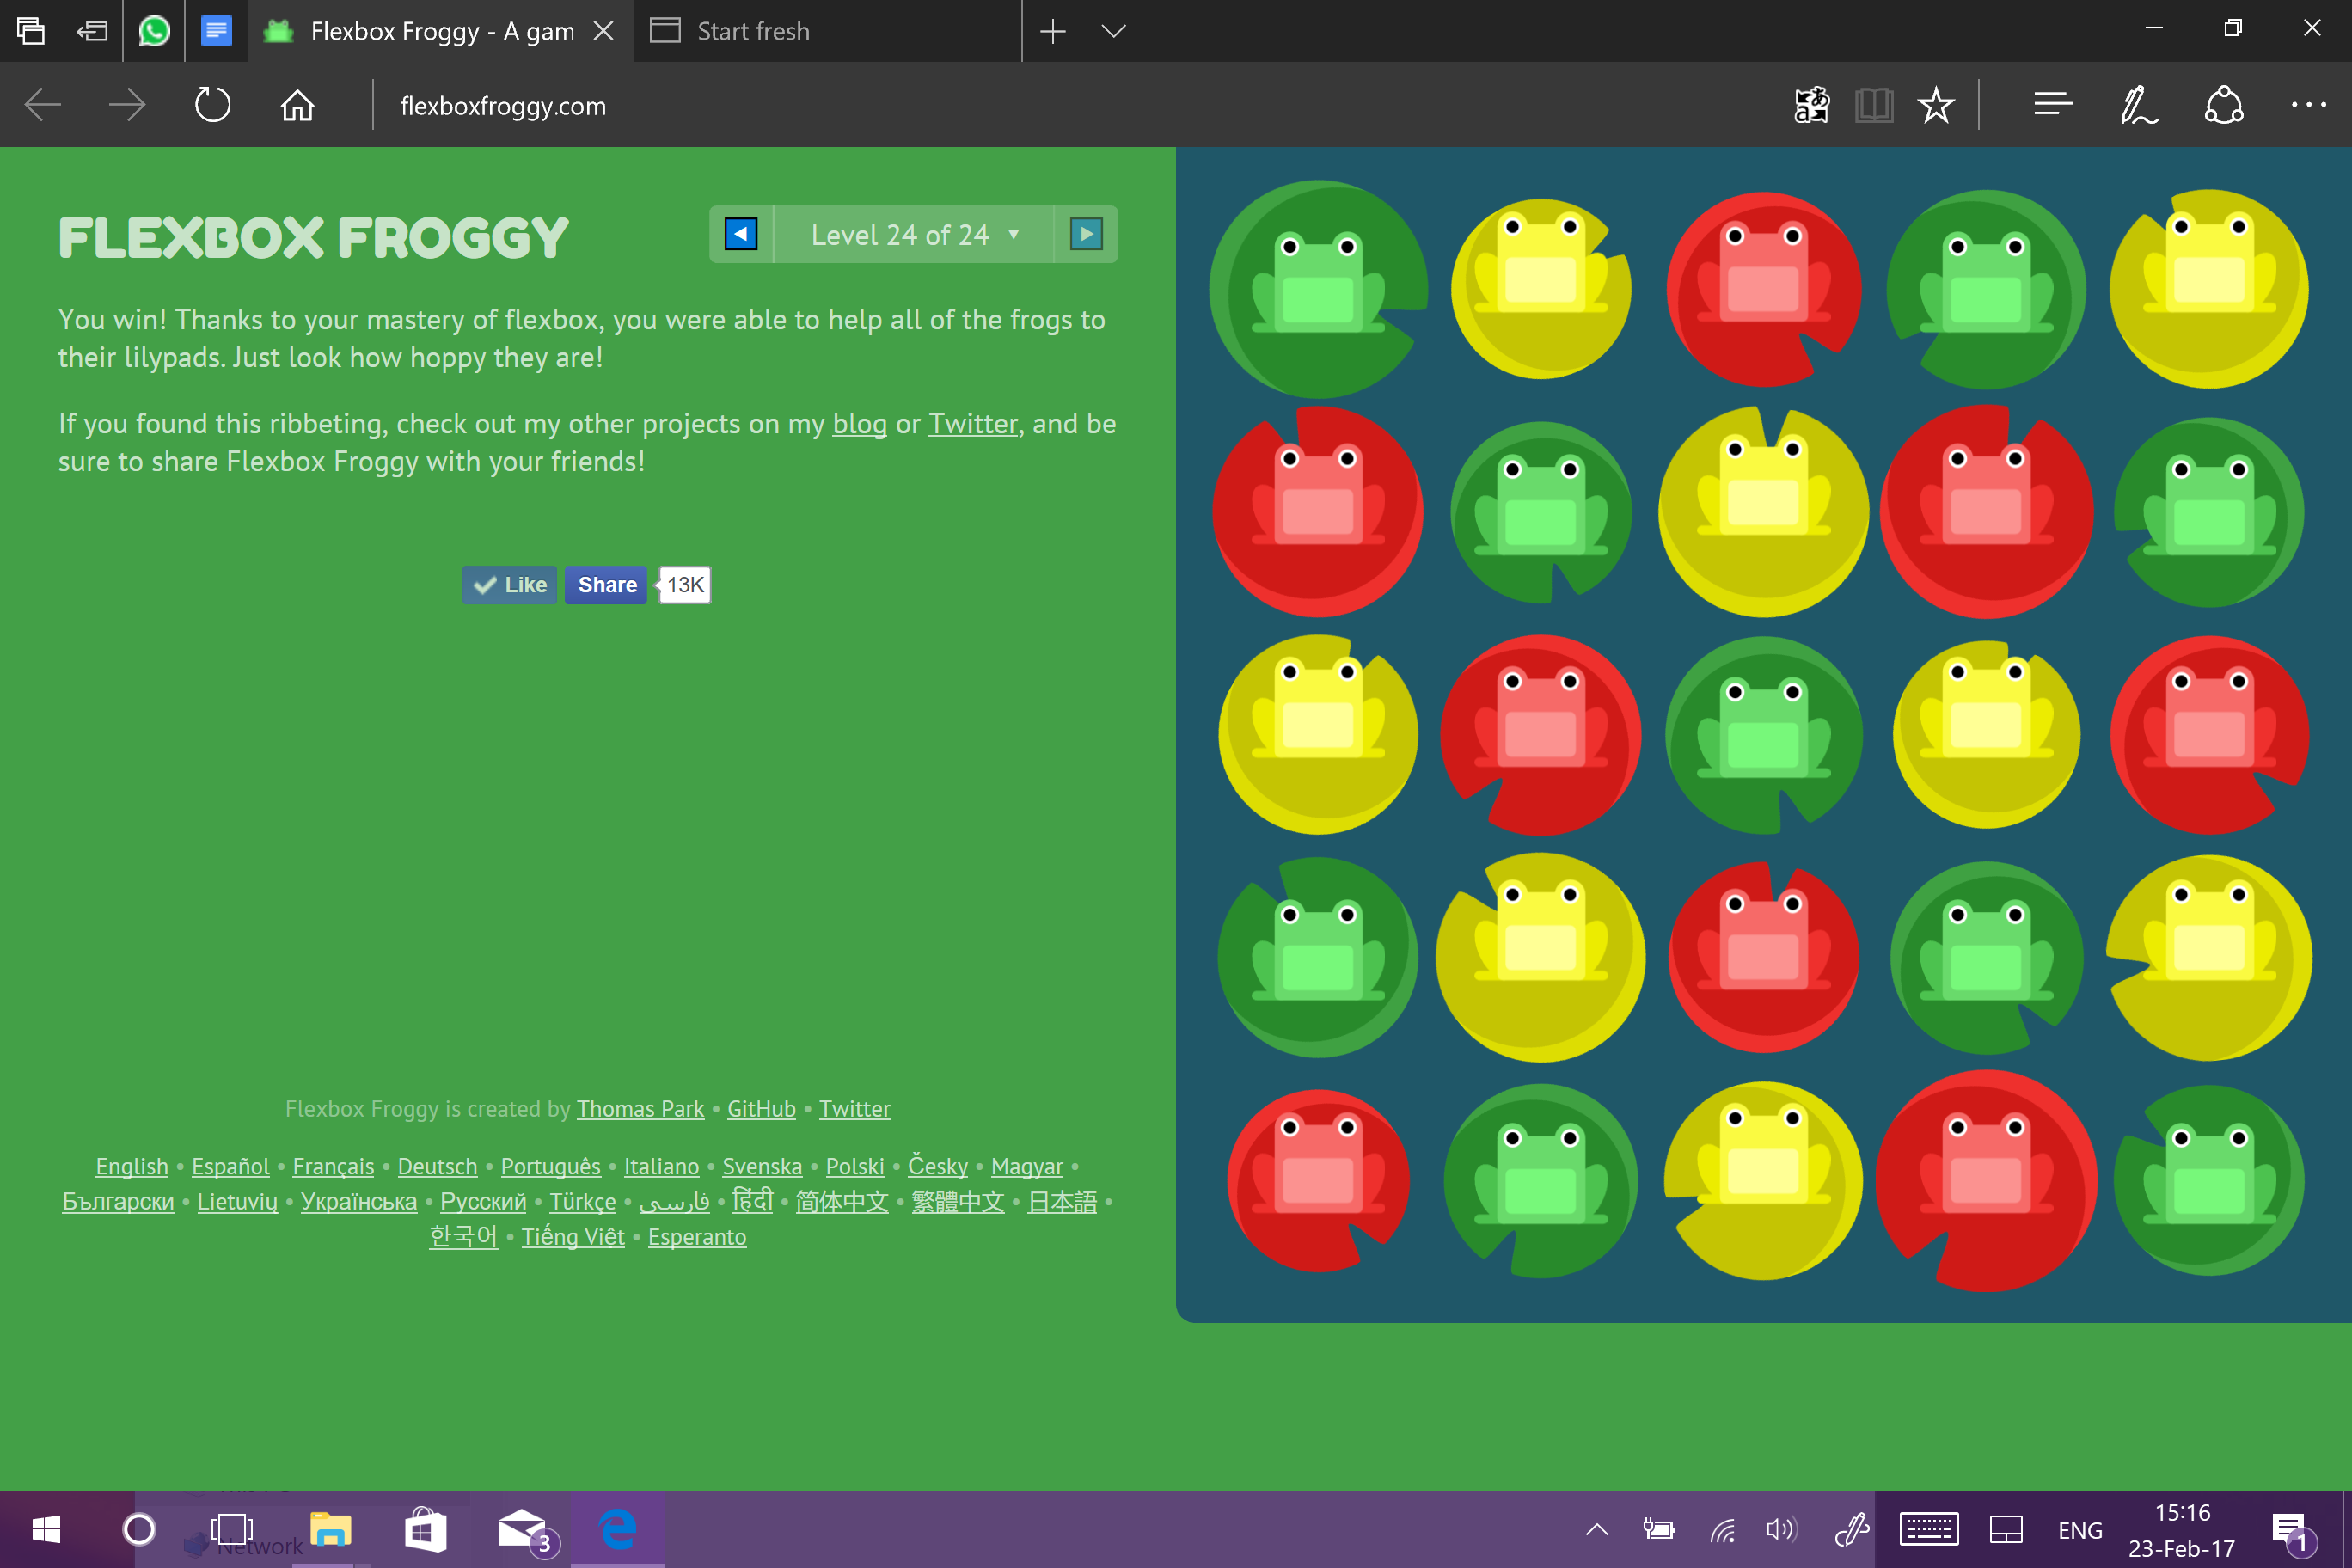 Flexbox Froggy - A gam
Start fresh
flexboxfroggy.com
FLEXBOX FROGGY
Level 24 of 24
You win! Thanks to your mastery of flexbox, you were able to help all of the frogs to
their lilypads. Just look how hoppy they are!
If you found this ribbeting, check out my other projects on my blog or Twitter, and be
sure to share Flexbox Froggy with your friends!
Like Share 13K
Flexbox Froggy is created by Thomas Park • GitHub • Twitter
English • Español • Français • Deutsch • Português • Italiano • Svenska • Polski • Česky • Magyar •
Български • Lietuvių • Українська • Русский • Türkçe • فارسی • हिंदी • 简体中文 • 繁體中文 • 日本語 •
한국어 • Tiếng Việt • Esperanto
Network
3
ENG
15:16
23-Feb-17
1